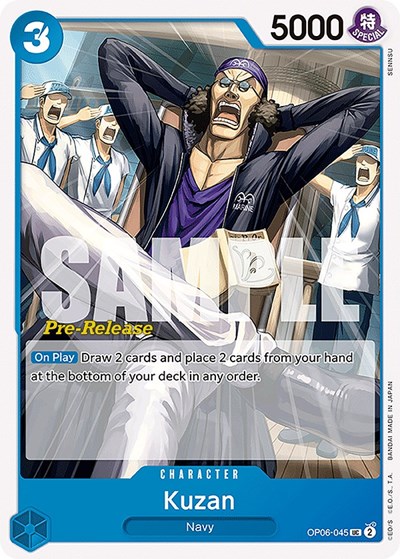 3
5000
特
SPECIAL
SENNSU
MARINE
SAMPLE
Pre-Release
On Play Draw 2 cards and place 2 cards from your hand
at the bottom of your deck in any order.
CHARACTER
Kuzan
Navy
OP06-045 UC 2
©E.O./S., T.A. BANDAI MADE IN JAPAN